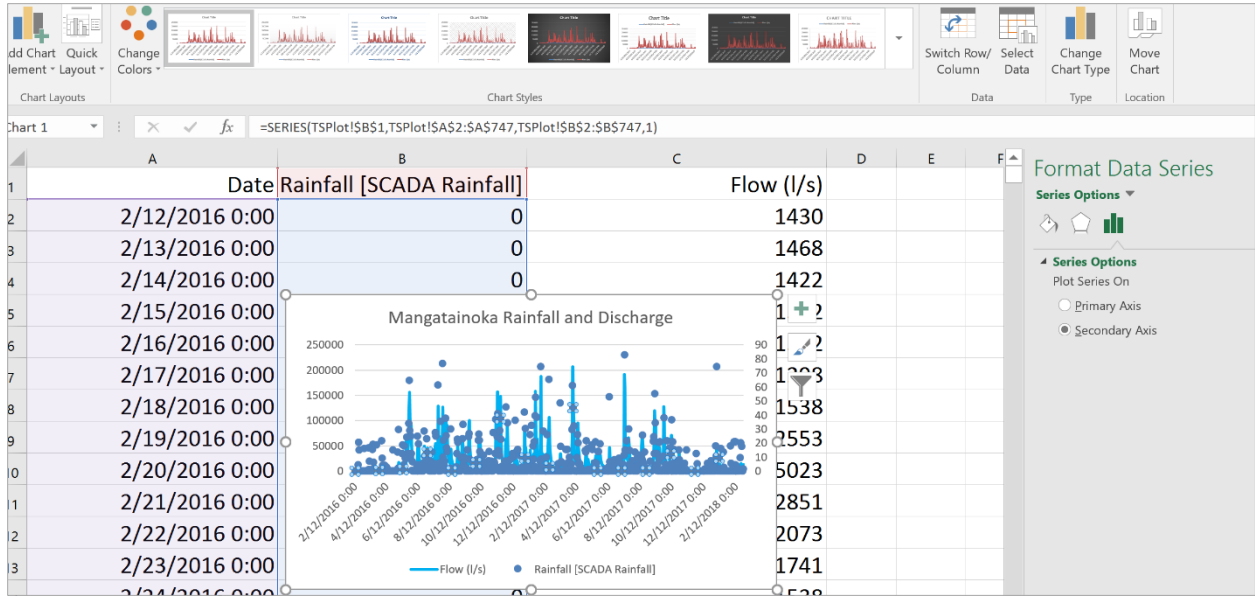 Add Chart Quick Change
Element Layout Colors
Switch Row/ Select Change Move
Column Data Chart Type Chart
Chart Layouts Chart Styles Data Type Location
Chart 1 fx =SERIES(TSPlot!$B$1,TSPlot!$A$2:$A$747,TSPlot!$B$2:$B$747,1)
A B C D E F
1 Date Rainfall [SCADA Rainfall] Flow (l/s)
2 2/12/2016 0:00 0 1430
3 2/13/2016 0:00 0 1468
4 2/14/2016 0:00 0 1422
5 2/15/2016 0:00
6 2/16/2016 0:00
7 2/17/2016 0:00
8 2/18/2016 0:00 1538
9 2/19/2016 0:00 2553
10 2/20/2016 0:00 5023
11 2/21/2016 0:00 2851
12 2/22/2016 0:00 2073
13 2/23/2016 0:00 1741
2/24/2016 0:00 0 1538
Mangatainoka Rainfall and Discharge
250000
200000
150000
100000
50000
0
90
80
70
60
50
40
30
20
10
0
2/12/2016 0:00
4/12/2016 0:00
6/12/2016 0:00
8/12/2016 0:00
10/12/2016 0:00
12/12/2016 0:00
2/12/2017 0:00
4/12/2017 0:00
6/12/2017 0:00
8/12/2017 0:00
10/12/2017 0:00
12/12/2017 0:00
2/12/2018 0:00
Flow (l/s) Rainfall [SCADA Rainfall]
Format Data Series
Series Options
Series Options
Plot Series On
Primary Axis
Secondary Axis